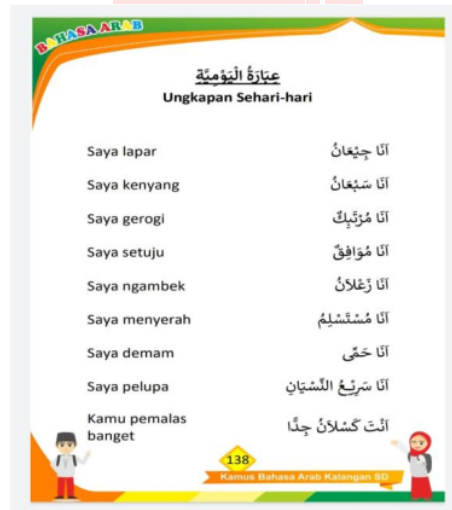 BAHASA ARAB
عِبَارَةُ الْيَوْمِيَّةِ
Ungkapan Sehari-hari
Saya lapar اَنَا جِيْعَانُ
Saya kenyang اَنَا سَبْعَانُ
Saya gerogi اَنَا مُرْتَبِكٌ
Saya setuju اَنَا مُوَافِقٌ
Saya ngambek اَنَا زَعْلَانُ
Saya menyerah اَنَا مُسْتَسْلِمُ
Saya demam اَنَا حَمَّى
Saya pelupa اَنَا سَرِيْعُ النِّسْيَانِ
Kamu pemalas
banget اَنْتَ كَسْلَانُ جِدًّا
138
Kamus Bahasa Arab Kalangan SD